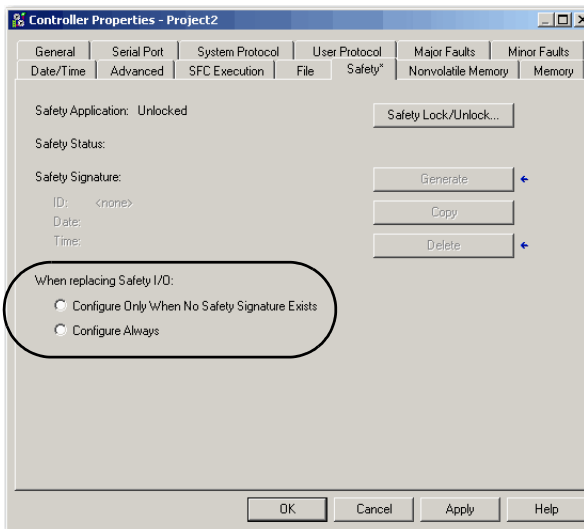 Controller Properties - Project2
General Serial Port System Protocol User Protocol Major Faults Minor Faults
Date/Time Advanced SFC Execution File Safety* Nonvolatile Memory Memory
Safety Application: Unlocked Safety Lock/Unlock...
Safety Status:
Safety Signature: Generate
ID: <none> Copy
Date:
Time: Delete
When replacing Safety I/O:
Configure Only When No Safety Signature Exists
Configure Always
OK Cancel Apply Help